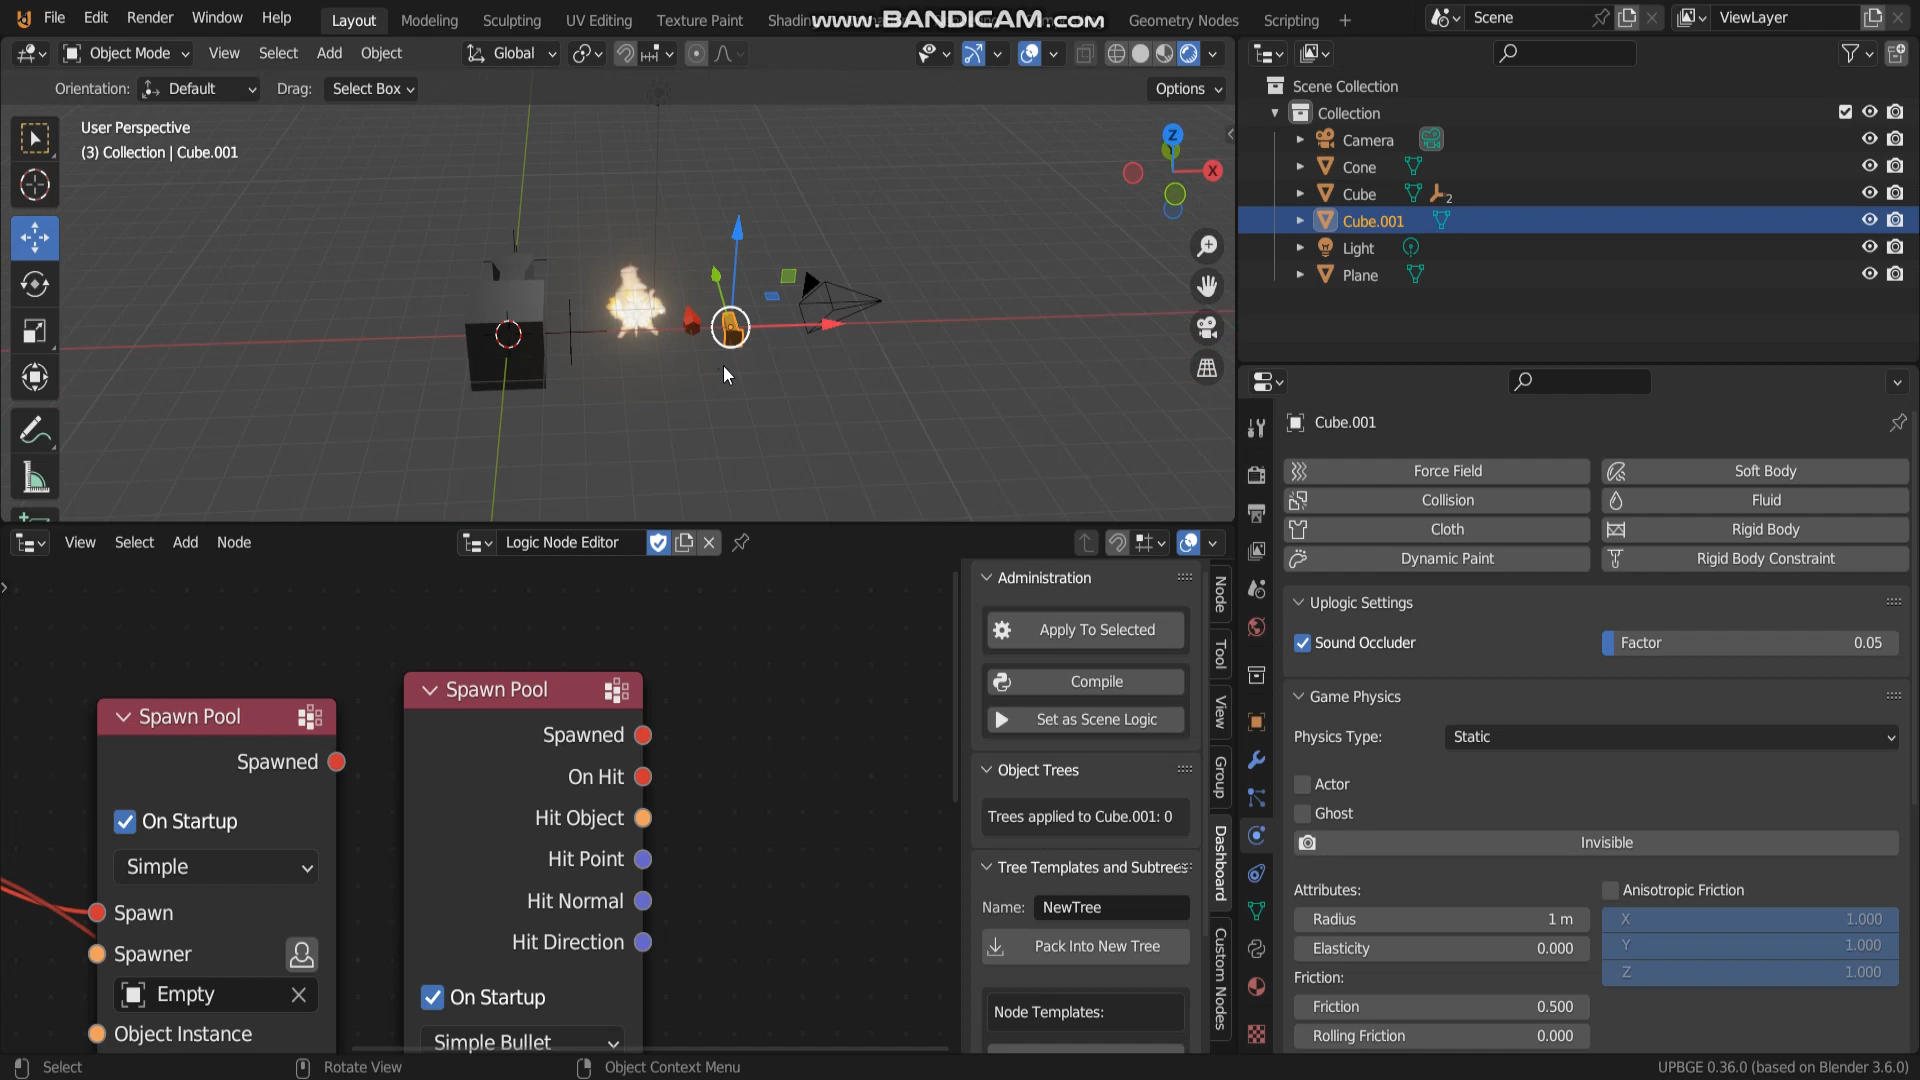 File Edit Render Window Help
Layout Modeling Sculpting UV Editing Texture Paint Shadin
www.BANDICAM.com
Geometry Nodes Scripting
Scene
ViewLayer
Object Mode View Select Add Object
Global
Orientation: Default Drag: Select Box
Options
User Perspective
(3) Collection | Cube.001
Z
X
Scene Collection
Collection
Camera
Cone
Cube
2
Cube.001
Light
Plane
Cube.001
Force Field Soft Body
Collision Fluid
Cloth Rigid Body
Dynamic Paint Rigid Body Constraint
Uplogic Settings
Sound Occluder Factor 0.05
Game Physics
Physics Type: Static
Actor
Ghost
Invisible
Attributes: Anisotropic Friction
Radius 1 m X 1.000
Elasticity 0.000 Y 1.000
Friction: Z 1.000
Friction 0.500
Rolling Friction 0.000
View Select Add Node Logic Node Editor
Spawn Pool
Spawned
On Startup
Simple
Spawn
Spawner
Empty
Object Instance
Spawn Pool
Spawned
On Hit
Hit Object
Hit Point
Hit Normal
Hit Direction
On Startup
Simple Bullet
Administration
Apply To Selected
Compile
Set as Scene Logic
Object Trees
Trees applied to Cube.001: 0
Tree Templates and Subtrees
Name: NewTree
Pack Into New Tree
Node Templates:
Node
Tool
View
Group
Dashboard
Custom Nodes
Select Rotate View Object Context Menu
UPBGE 0.36.0 (based on Blender 3.6.0)